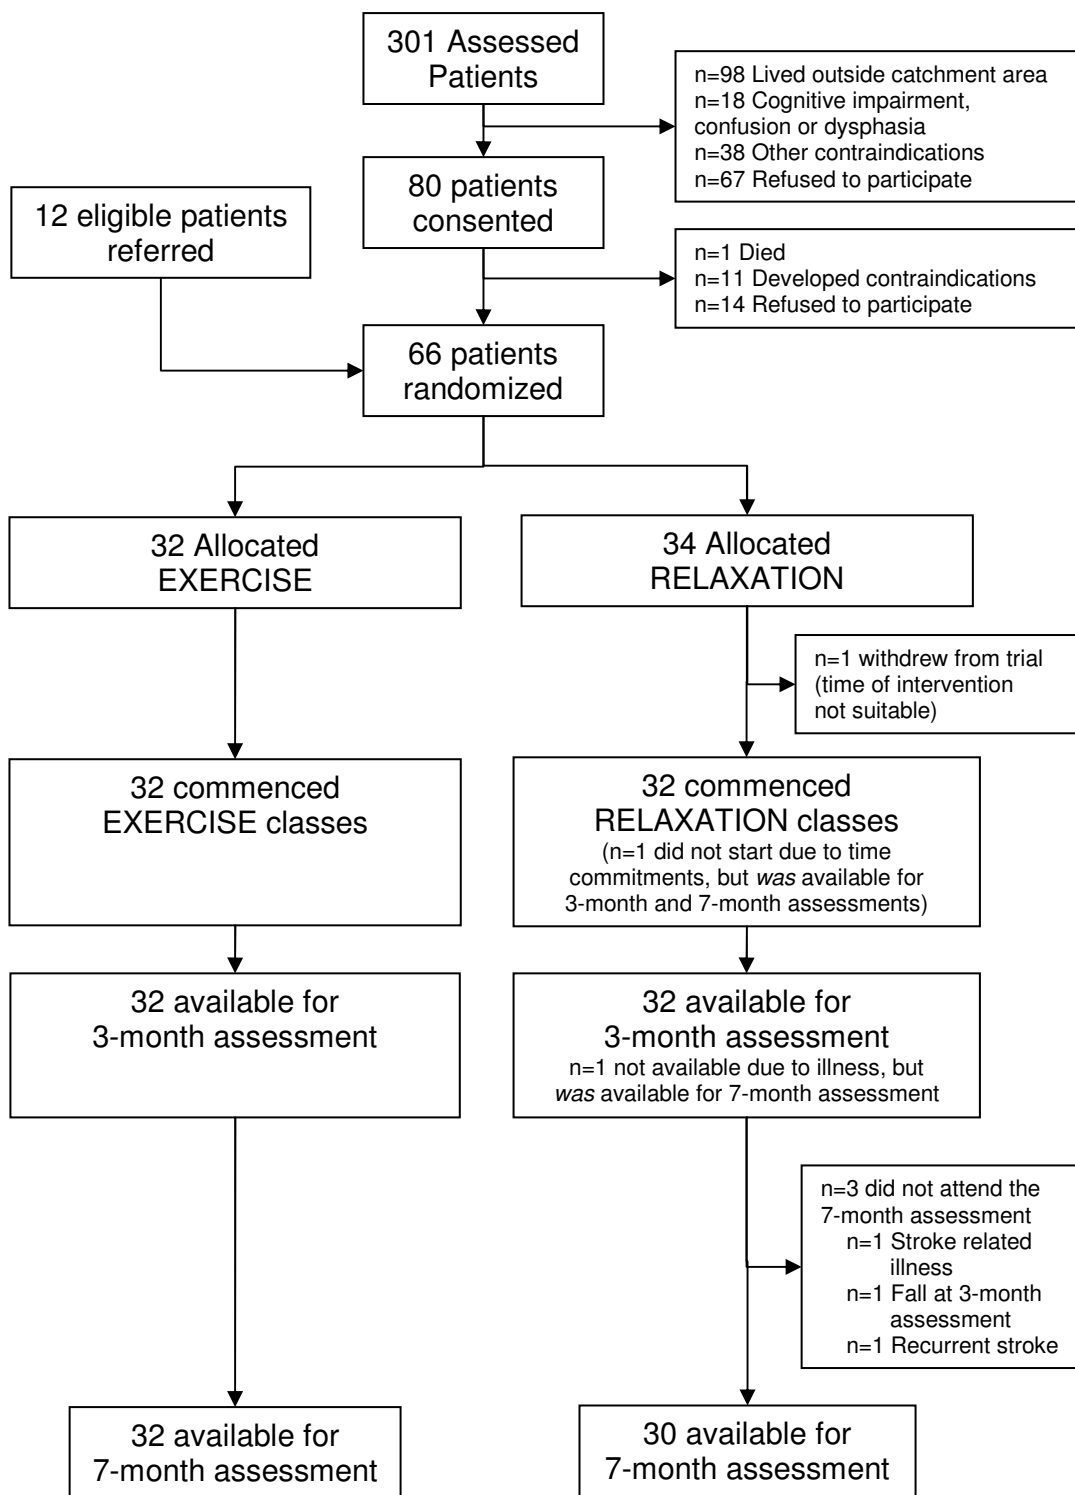 301 Assessed
Patients
n=98 Lived outside catchment area
n=18 Cognitive impairment,
confusion or dysphasia
n=38 Other contraindications
n=67 Refused to participate
80 patients
consented
12 eligible patients
referred
n=1 Died
n=11 Developed contraindications
n=14 Refused to participate
66 patients
randomized
32 Allocated
EXERCISE
34 Allocated
RELAXATION
n=1 withdrew from trial
(time of intervention
not suitable)
32 commenced
EXERCISE classes
32 commenced
RELAXATION classes
(n=1 did not start due to time
commitments, but was available for
3-month and 7-month assessments)
32 available for
3-month assessment
32 available for
3-month assessment
n=1 not available due to illness, but
was available for 7-month assessment
n=3 did not attend the
7-month assessment
n=1 Stroke related
illness
n=1 Fall at 3-month
assessment
n=1 Recurrent stroke
32 available for
7-month assessment
30 available for
7-month assessment